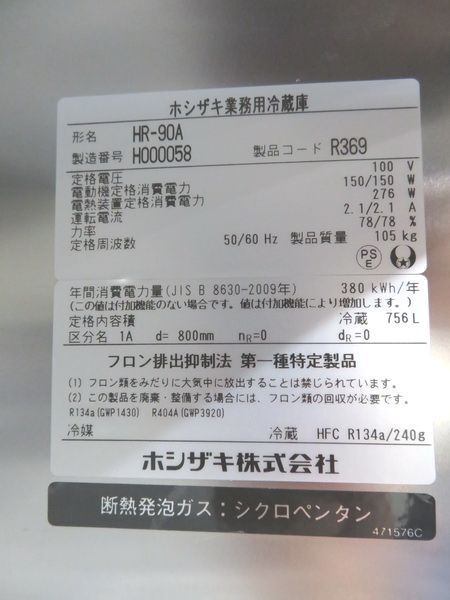 ホシザキ業務用冷蔵庫
形名 HR-90A
製造番号 H000058 製品コード R369
定格電圧 100 V
電動機定格消費電力 150/150 W
電熱装置定格消費電力 276 W
運転電流 2.1/2.1 A
力率 78/78 %
定格周波数 50/60 Hz 製品質量 105 kg
PS E
年間消費電力量(JIS B 8630-2009年) 380 kWh/年
(この値は付加機能のない場合です。値は付加機能により増加します。)
定格内容積 冷蔵 756 L
区分名 1A d= 800mm nR=0 dR=0
フロン排出抑制法 第一種特定製品
(1) フロン類をみだりに大気中に放出することは禁じられています。
(2) この製品を廃棄・整備する場合には、フロン類の回収が必要です。
R134a(GWP1430) R404A(GWP3920)
冷媒 冷蔵 HFC R134a/240g
ホシザキ株式会社
断熱発泡ガス:シクロペンタン
471576C